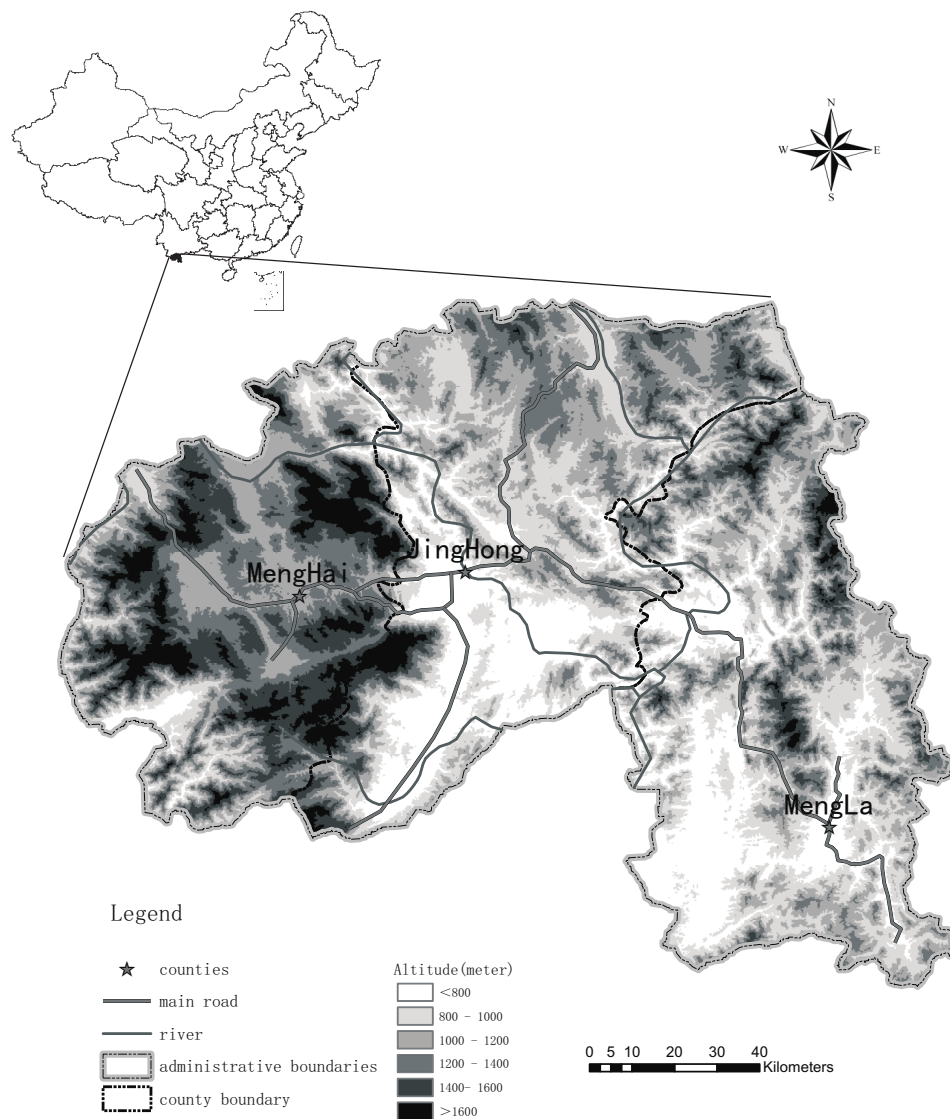 N
W E
S
JingHong
MengHai
MengLa
Legend
counties
main road
river
administrative boundaries
county boundary
Altitude(meter)
<800
800 - 1000
1000 - 1200
1200 - 1400
1400- 1600
>1600
0 5 10 20 30 40
Kilometers